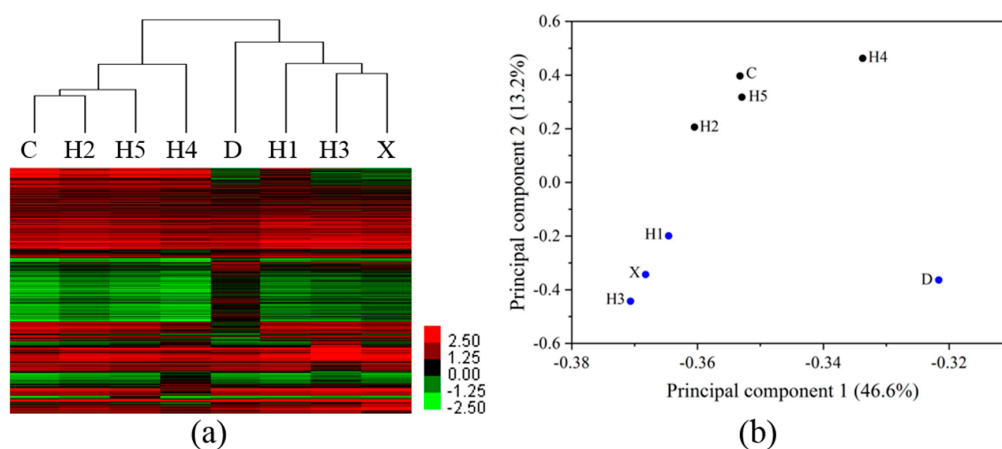 C H2 H5 H4 D H1 H3 X
2.50
1.25
0.00
-1.25
-2.50
(a)
Principal component 2 (13.2%)
0.6
0.4
0.2
0.0
-0.2
-0.4
-0.6
H4
C
H5
H2
H1
X
D
H3
-0.38 -0.36 -0.34 -0.32
Principal component 1 (46.6%)
(b)